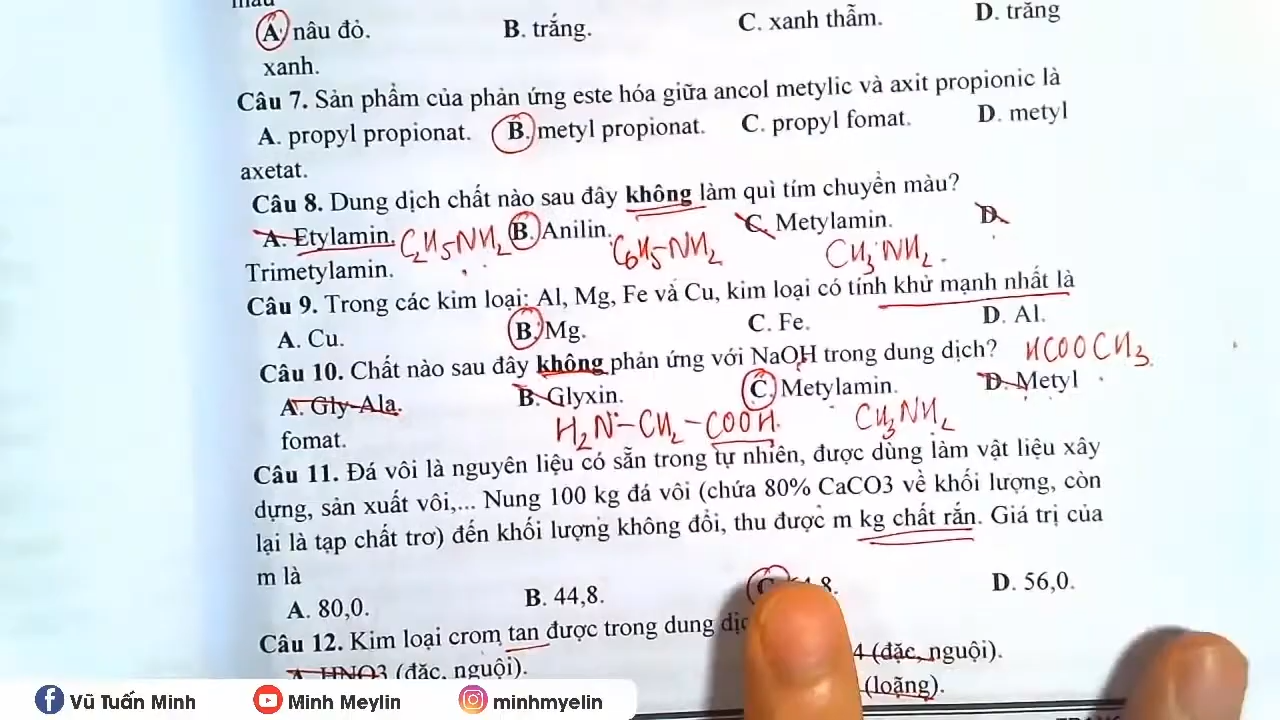 màu
A. nâu đỏ. B. trắng. C. xanh thẫm. D. trắng
xanh.
Câu 7. Sản phẩm của phản ứng este hóa giữa ancol metylic và axit propionic là
A. propyl propionat. B. metyl propionat. C. propyl fomat. D. metyl
axetat.
Câu 8. Dung dịch chất nào sau đây không làm quì tím chuyển màu?
A. Etylamin. C2H5NH2 B. Anilin. C. Metylamin. D.
C6H5-NH2 CH3NH2.
Trimetylamin.
Câu 9. Trong các kim loại: Al, Mg, Fe và Cu, kim loại có tính khử mạnh nhất là
A. Cu. B. Mg. C. Fe. D. Al.
Câu 10. Chất nào sau đây không phản ứng với NaOH trong dung dịch? HCOOCH3
A. Gly-Ala. B. Glyxin. C. Metylamin. D. Metyl
H2N-CH2-COOH CH3NH2
fomat.
Câu 11. Đá vôi là nguyên liệu có sẵn trong tự nhiên, được dùng làm vật liệu xây
dựng, sản xuất vôi,... Nung 100 kg đá vôi (chứa 80% CaCO3 về khối lượng, còn
lại là tạp chất trơ) đến khối lượng không đổi, thu được m kg chất rắn. Giá trị của
m là
A. 80,0. B. 44,8. C. D. 56,0.
Câu 12. Kim loại crom tan được trong dung
A. HNO3 (đặc, nguội). 4 (đặc, nguội).
(loãng).
Vũ Tuấn Minh Minh Meylin minhmyelin